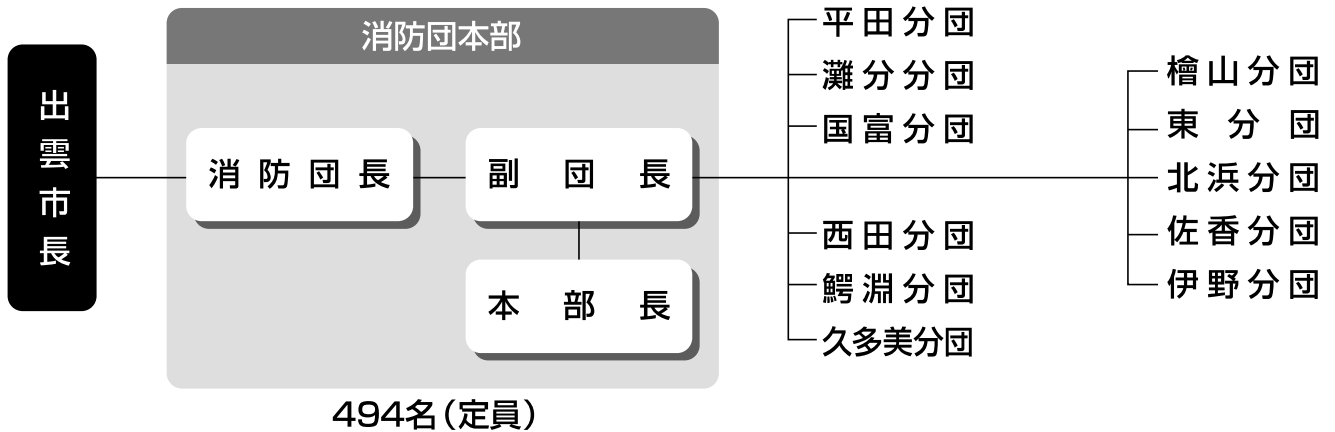 出雲市長
消防団本部
消防団長
副団長
本部長
494名(定員)
平田分団
灘分分団
国富分団
西田分団
鰐淵分団
久多美分団
檜山分団
東分団
北浜分団
佐香分団
伊野分団